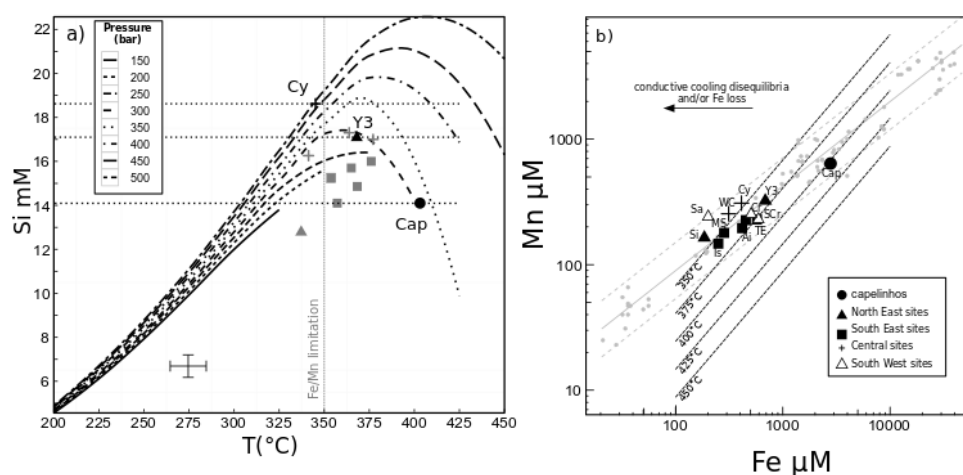 a)
Pressure
(bar)
150
200
250
300
350
400
450
500
22
20
18
16
14
12
10
8
6
Si mM
200
225
250
275
300
325
350
375
400
425
450
T(°C)
Cy
Y3
Cap
Fe/Mn limitation
b)
conductive cooling disequilibria
and/or Fe loss
1000
100
10
Mn µM
100
1000
10000
Fe µM
Cap
Cy
Y3
WC
Sa
MS
Si
Is
Ai
TE
SCr
350°C
375°C
400°C
425°C
450°C
capelinhos
North East sites
South East sites
Central sites
South West sites